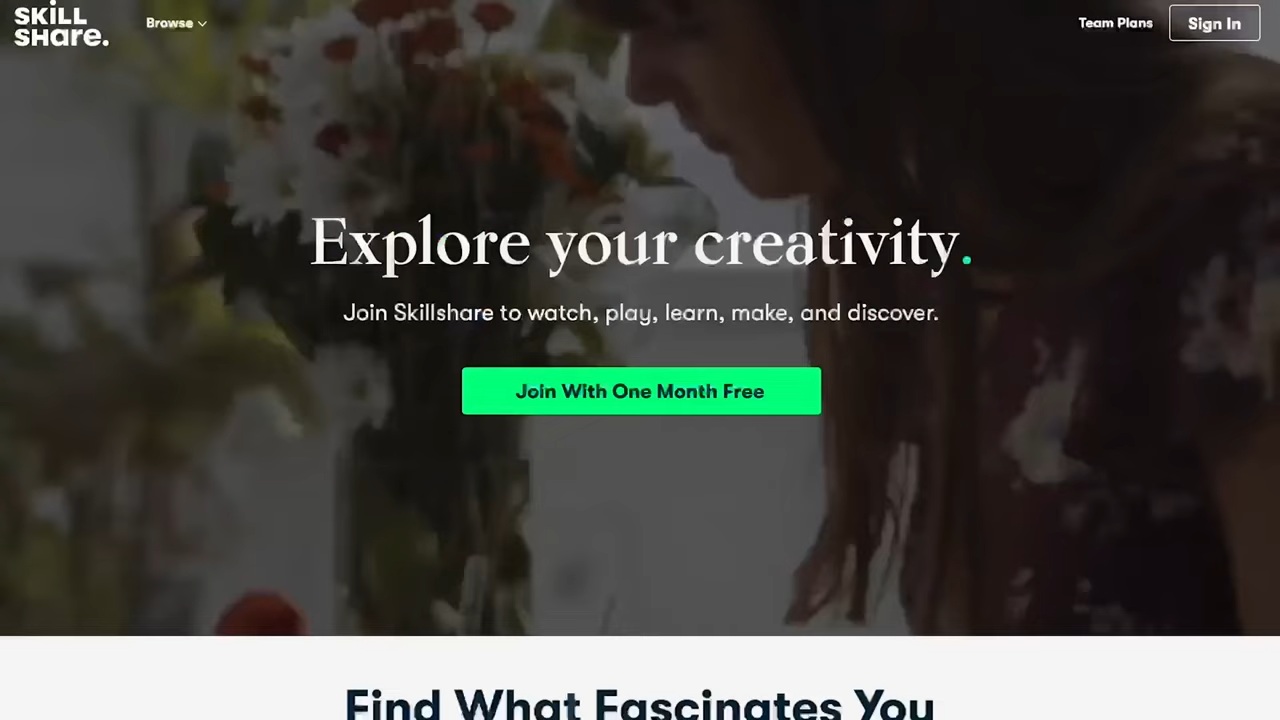 SKiLL
SHare.
Browse
Team Plans
Sign In
Explore your creativity.
Join Skillshare to watch, play, learn, make, and discover.
Join With One Month Free
Find What Fascinates You